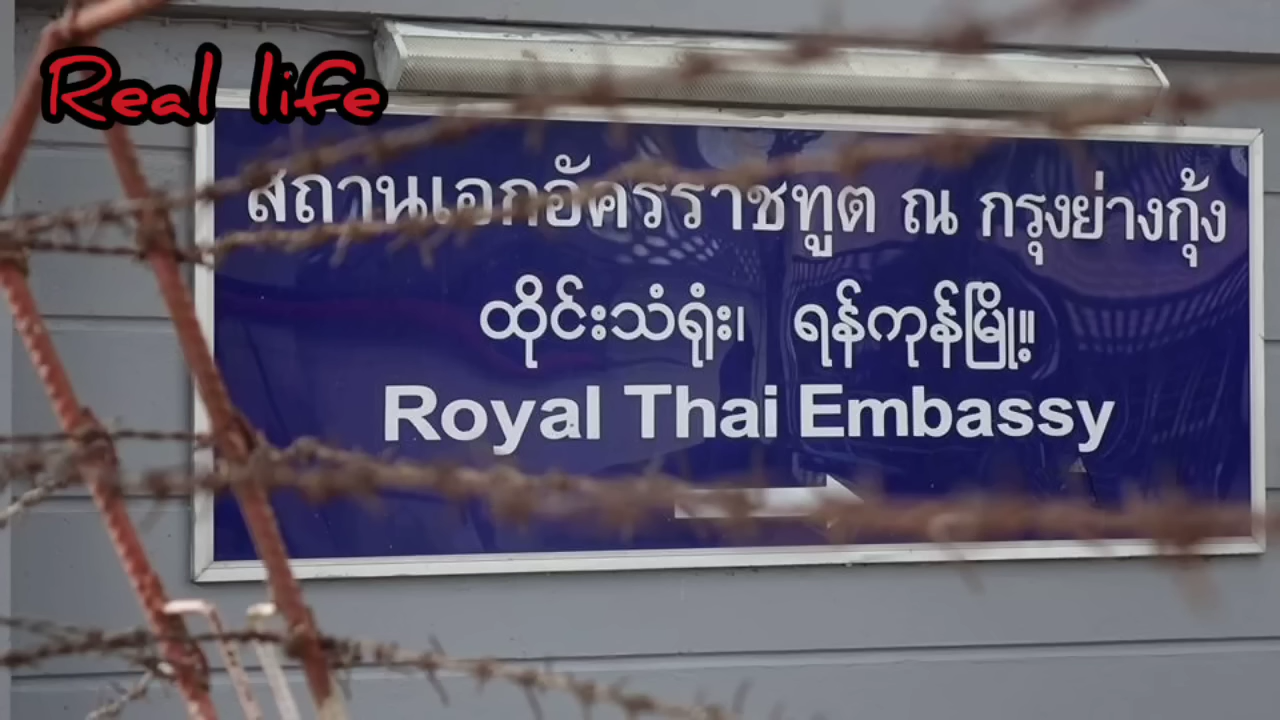 Real life
สถานเอกอัครราชทูต ณ กรุงย่างกุ้ง
ထိုင်းသံရုံး၊ ရန်ကုန်မြို့။
Royal Thai Embassy